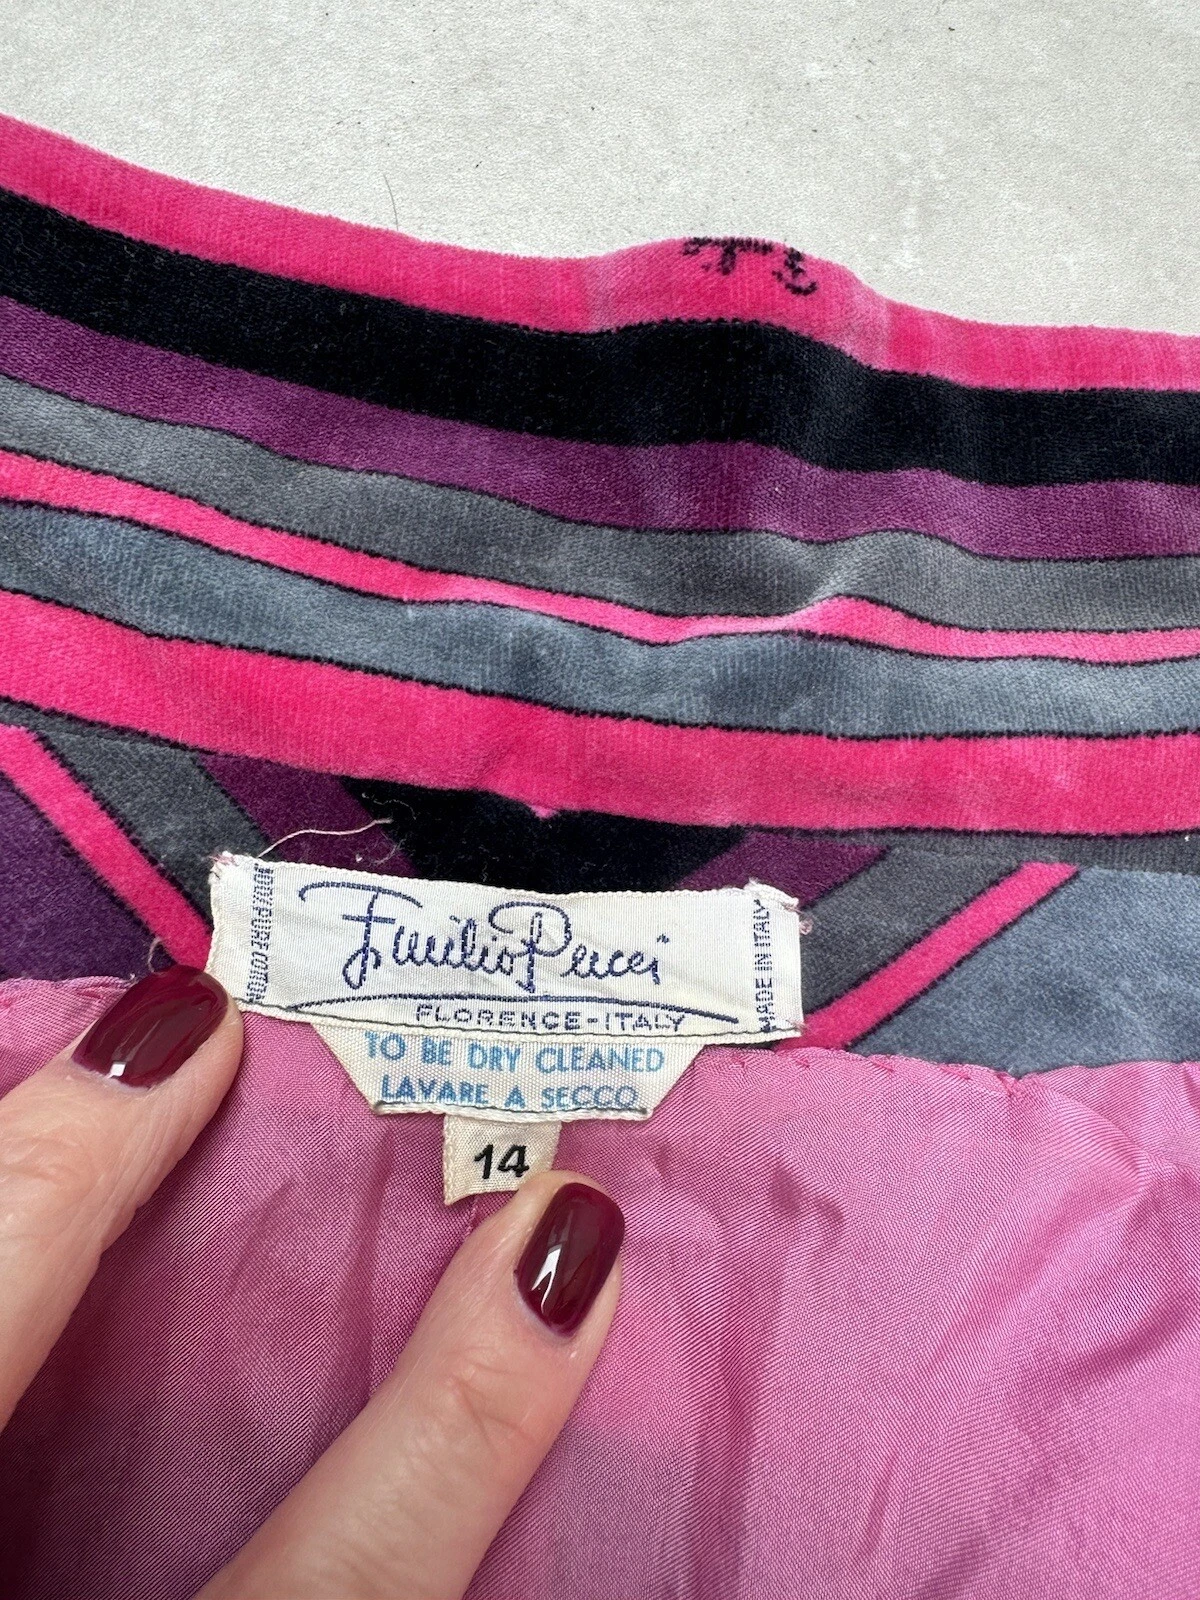 100% PURE COTTON
Emilio Pucci
FLORENCE-ITALY
MADE IN ITALY
TO BE DRY CLEANED
LAVARE A SECCO
14